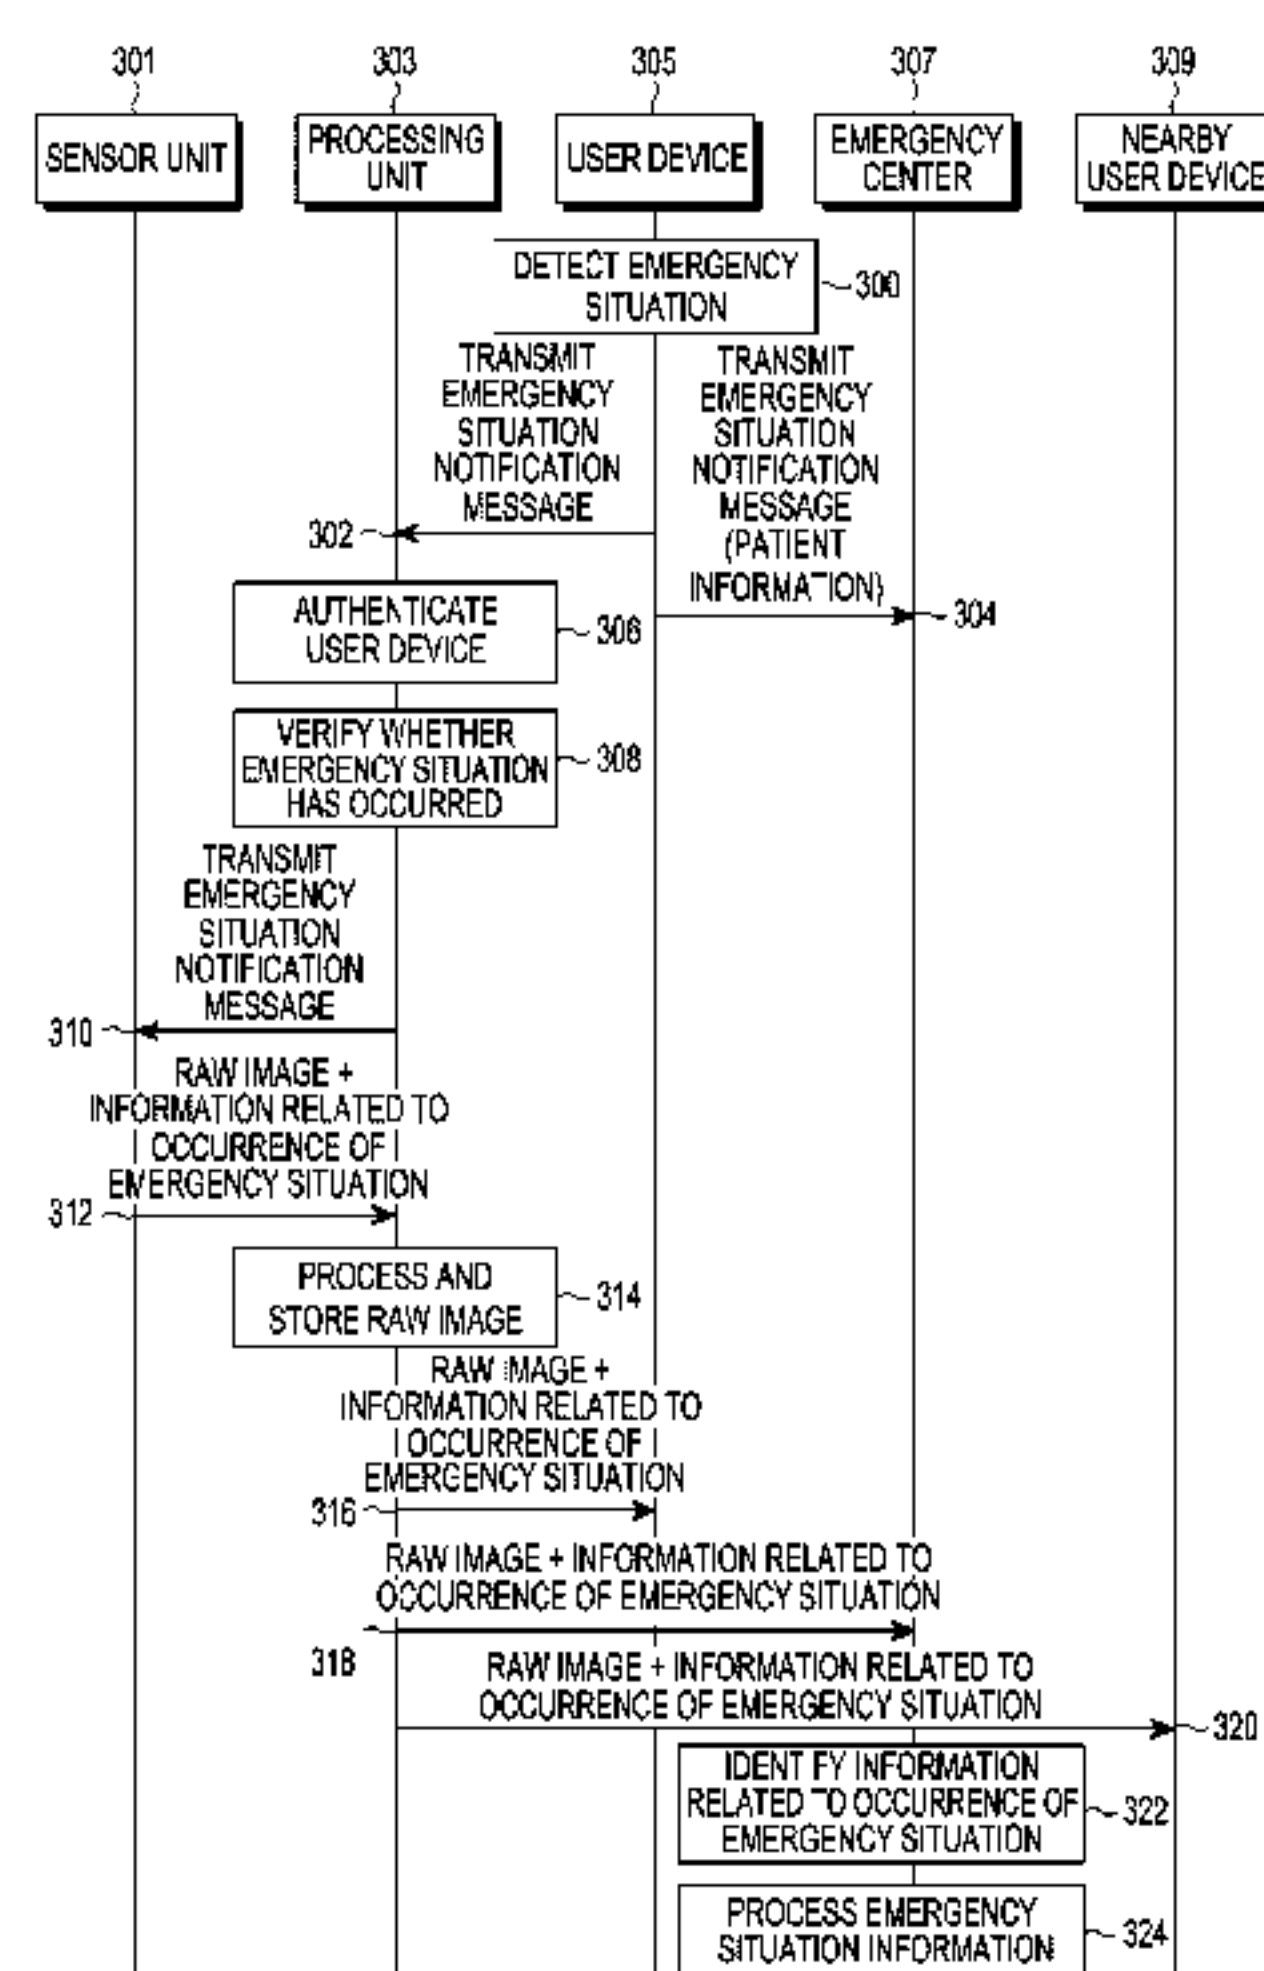 301
303
305
307
309
SENSOR UNIT
PROCESSING
UNIT
USER DEVICE
EMERGENCY
CENTER
NEARBY
USER DEVICE
DETECT EMERGENCY
SITUATION
300
TRANSMIT
EMERGENCY
SITUATION
NOTIFICATION
MESSAGE
302
TRANSMIT
EMERGENCY
SITUATION
NOTIFICATION
MESSAGE
(PATIENT
INFORMATION)
304
AUTHENTICATE
USER DEVICE
306
VERIFY WHETHER
EMERGENCY SITUATION
HAS OCCURRED
308
TRANSMIT
EMERGENCY
SITUATION
NOTIFICATION
MESSAGE
310
RAW IMAGE +
INFORMATION RELATED TO
OCCURRENCE OF
EMERGENCY SITUATION
312
PROCESS AND
STORE RAW IMAGE
314
RAW IMAGE +
INFORMATION RELATED TO
OCCURRENCE OF
EMERGENCY SITUATION
316
RAW IMAGE + INFORMATION RELATED TO
OCCURRENCE OF EMERGENCY SITUATION
318
RAW IMAGE + INFORMATION RELATED TO
OCCURRENCE OF EMERGENCY SITUATION
320
IDENTIFY INFORMATION
RELATED TO OCCURRENCE OF
EMERGENCY SITUATION
322
PROCESS EMERGENCY
SITUATION INFORMATION
324